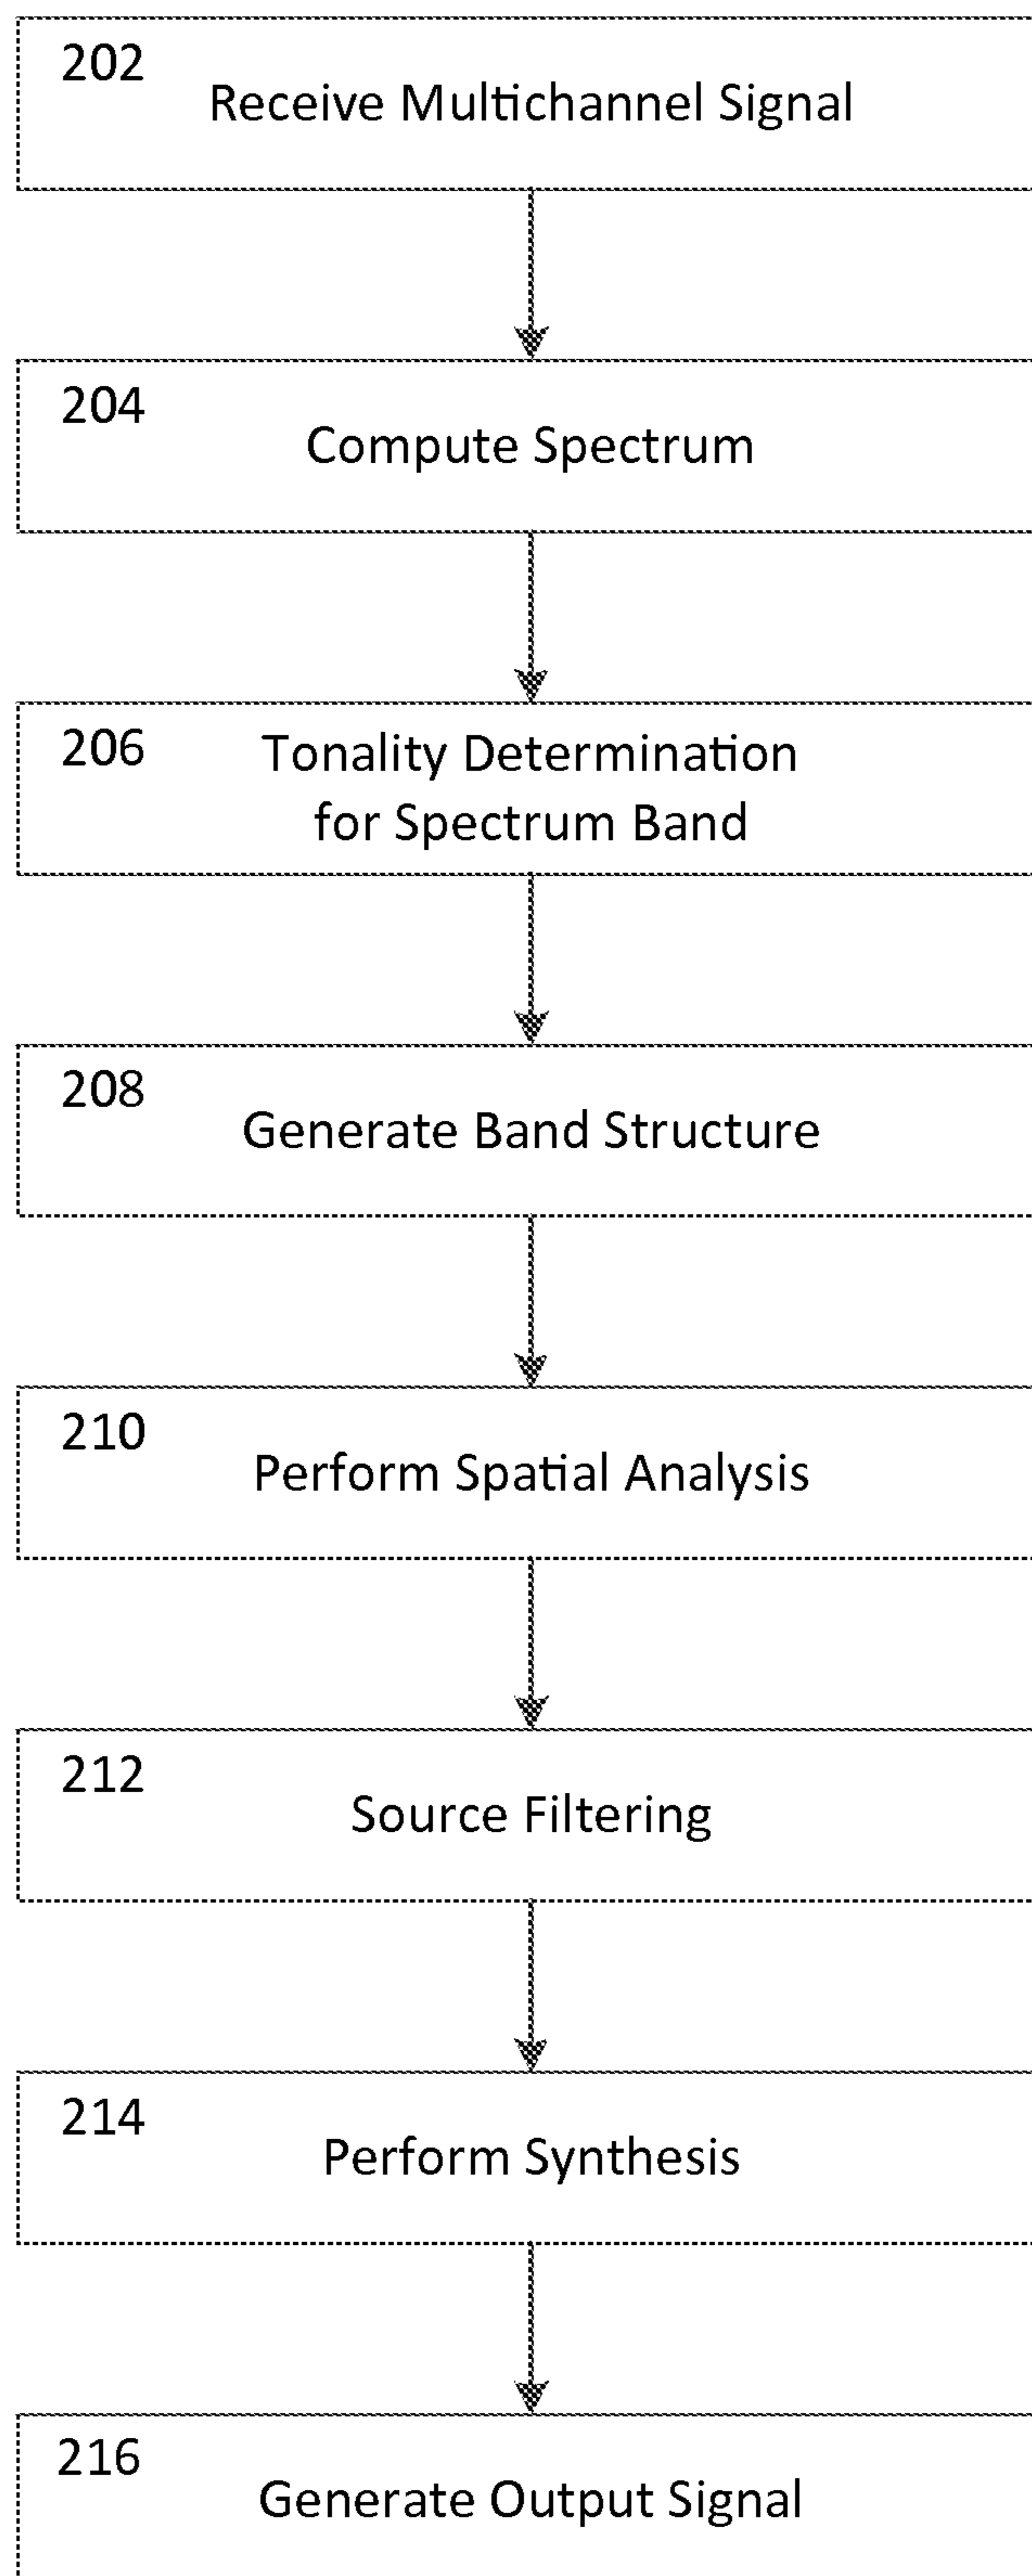 202
Receive Multichannel Signal
204
Compute Spectrum
206
Tonality Determination
for Spectrum Band
208
Generate Band Structure
210
Perform Spatial Analysis
212
Source Filtering
214
Perform Synthesis
216
Generate Output Signal